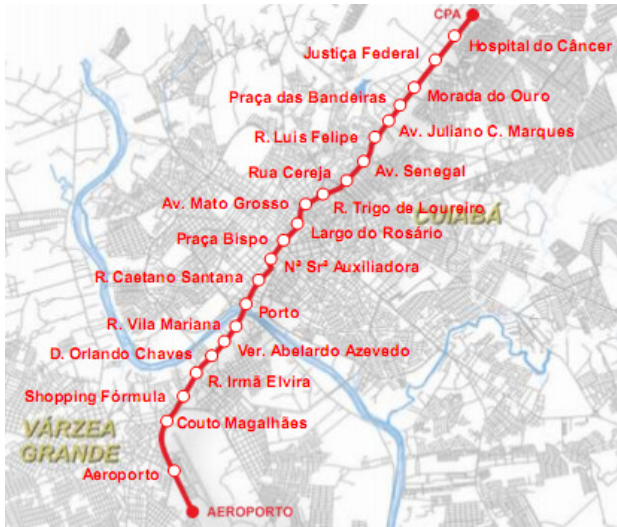 CPA
Hospital do Câncer
Justiça Federal
Morada do Ouro
Praça das Bandeiras
Av. Juliano C. Marques
R. Luis Felipe
Av. Senegal
Rua Cereja
R. Trigo de Loureiro
Av. Mato Grosso
CUIABÁ
Largo do Rosário
Praça Bispo
Nª Srª Auxiliadora
R. Caetano Santana
Porto
R. Vila Mariana
Ver. Abelardo Azevedo
D. Orlando Chaves
R. Irmã Elvira
Shopping Fórmula
Couto Magalhães
VÁRZEA
GRANDE
Aeroporto
AEROPORTO